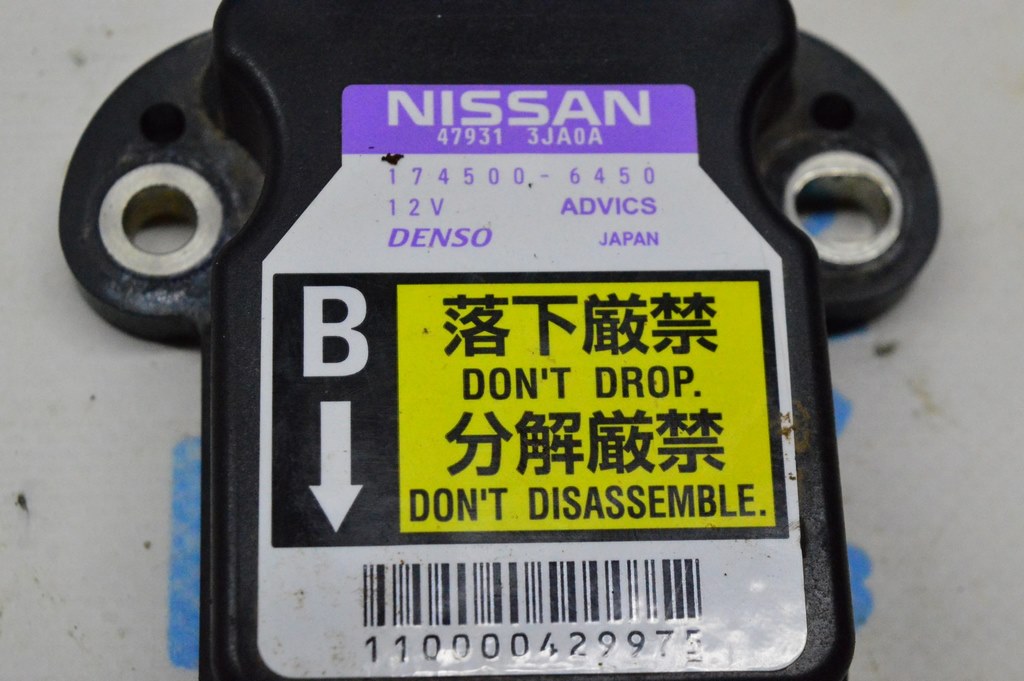 NISSAN
47931 3JA0A
174500-6450
12V ADVICS
DENSO JAPAN
B
落下厳禁
DON'T DROP.
分解厳禁
DON'T DISASSEMBLE.
110000429975